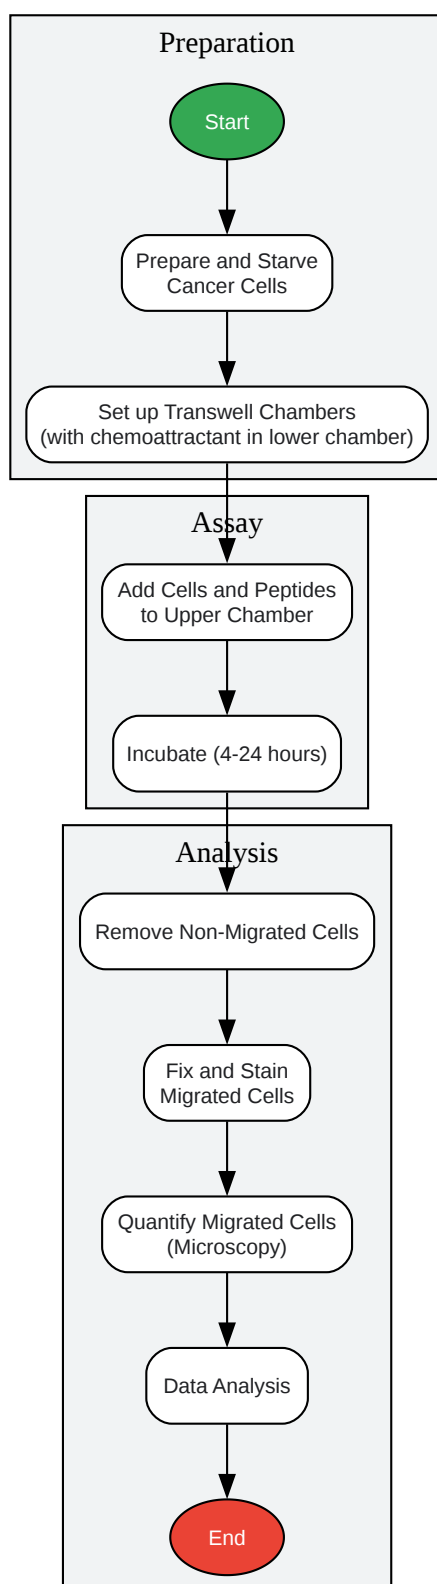 Preparation
Start
Prepare and Starve
Cancer Cells
Set up Transwell Chambers
(with chemoattractant in lower chamber)
Assay
Add Cells and Peptides
to Upper Chamber
Incubate (4-24 hours)
Analysis
Remove Non-Migrated Cells
Fix and Stain
Migrated Cells
Quantify Migrated Cells
(Microscopy)
Data Analysis
End